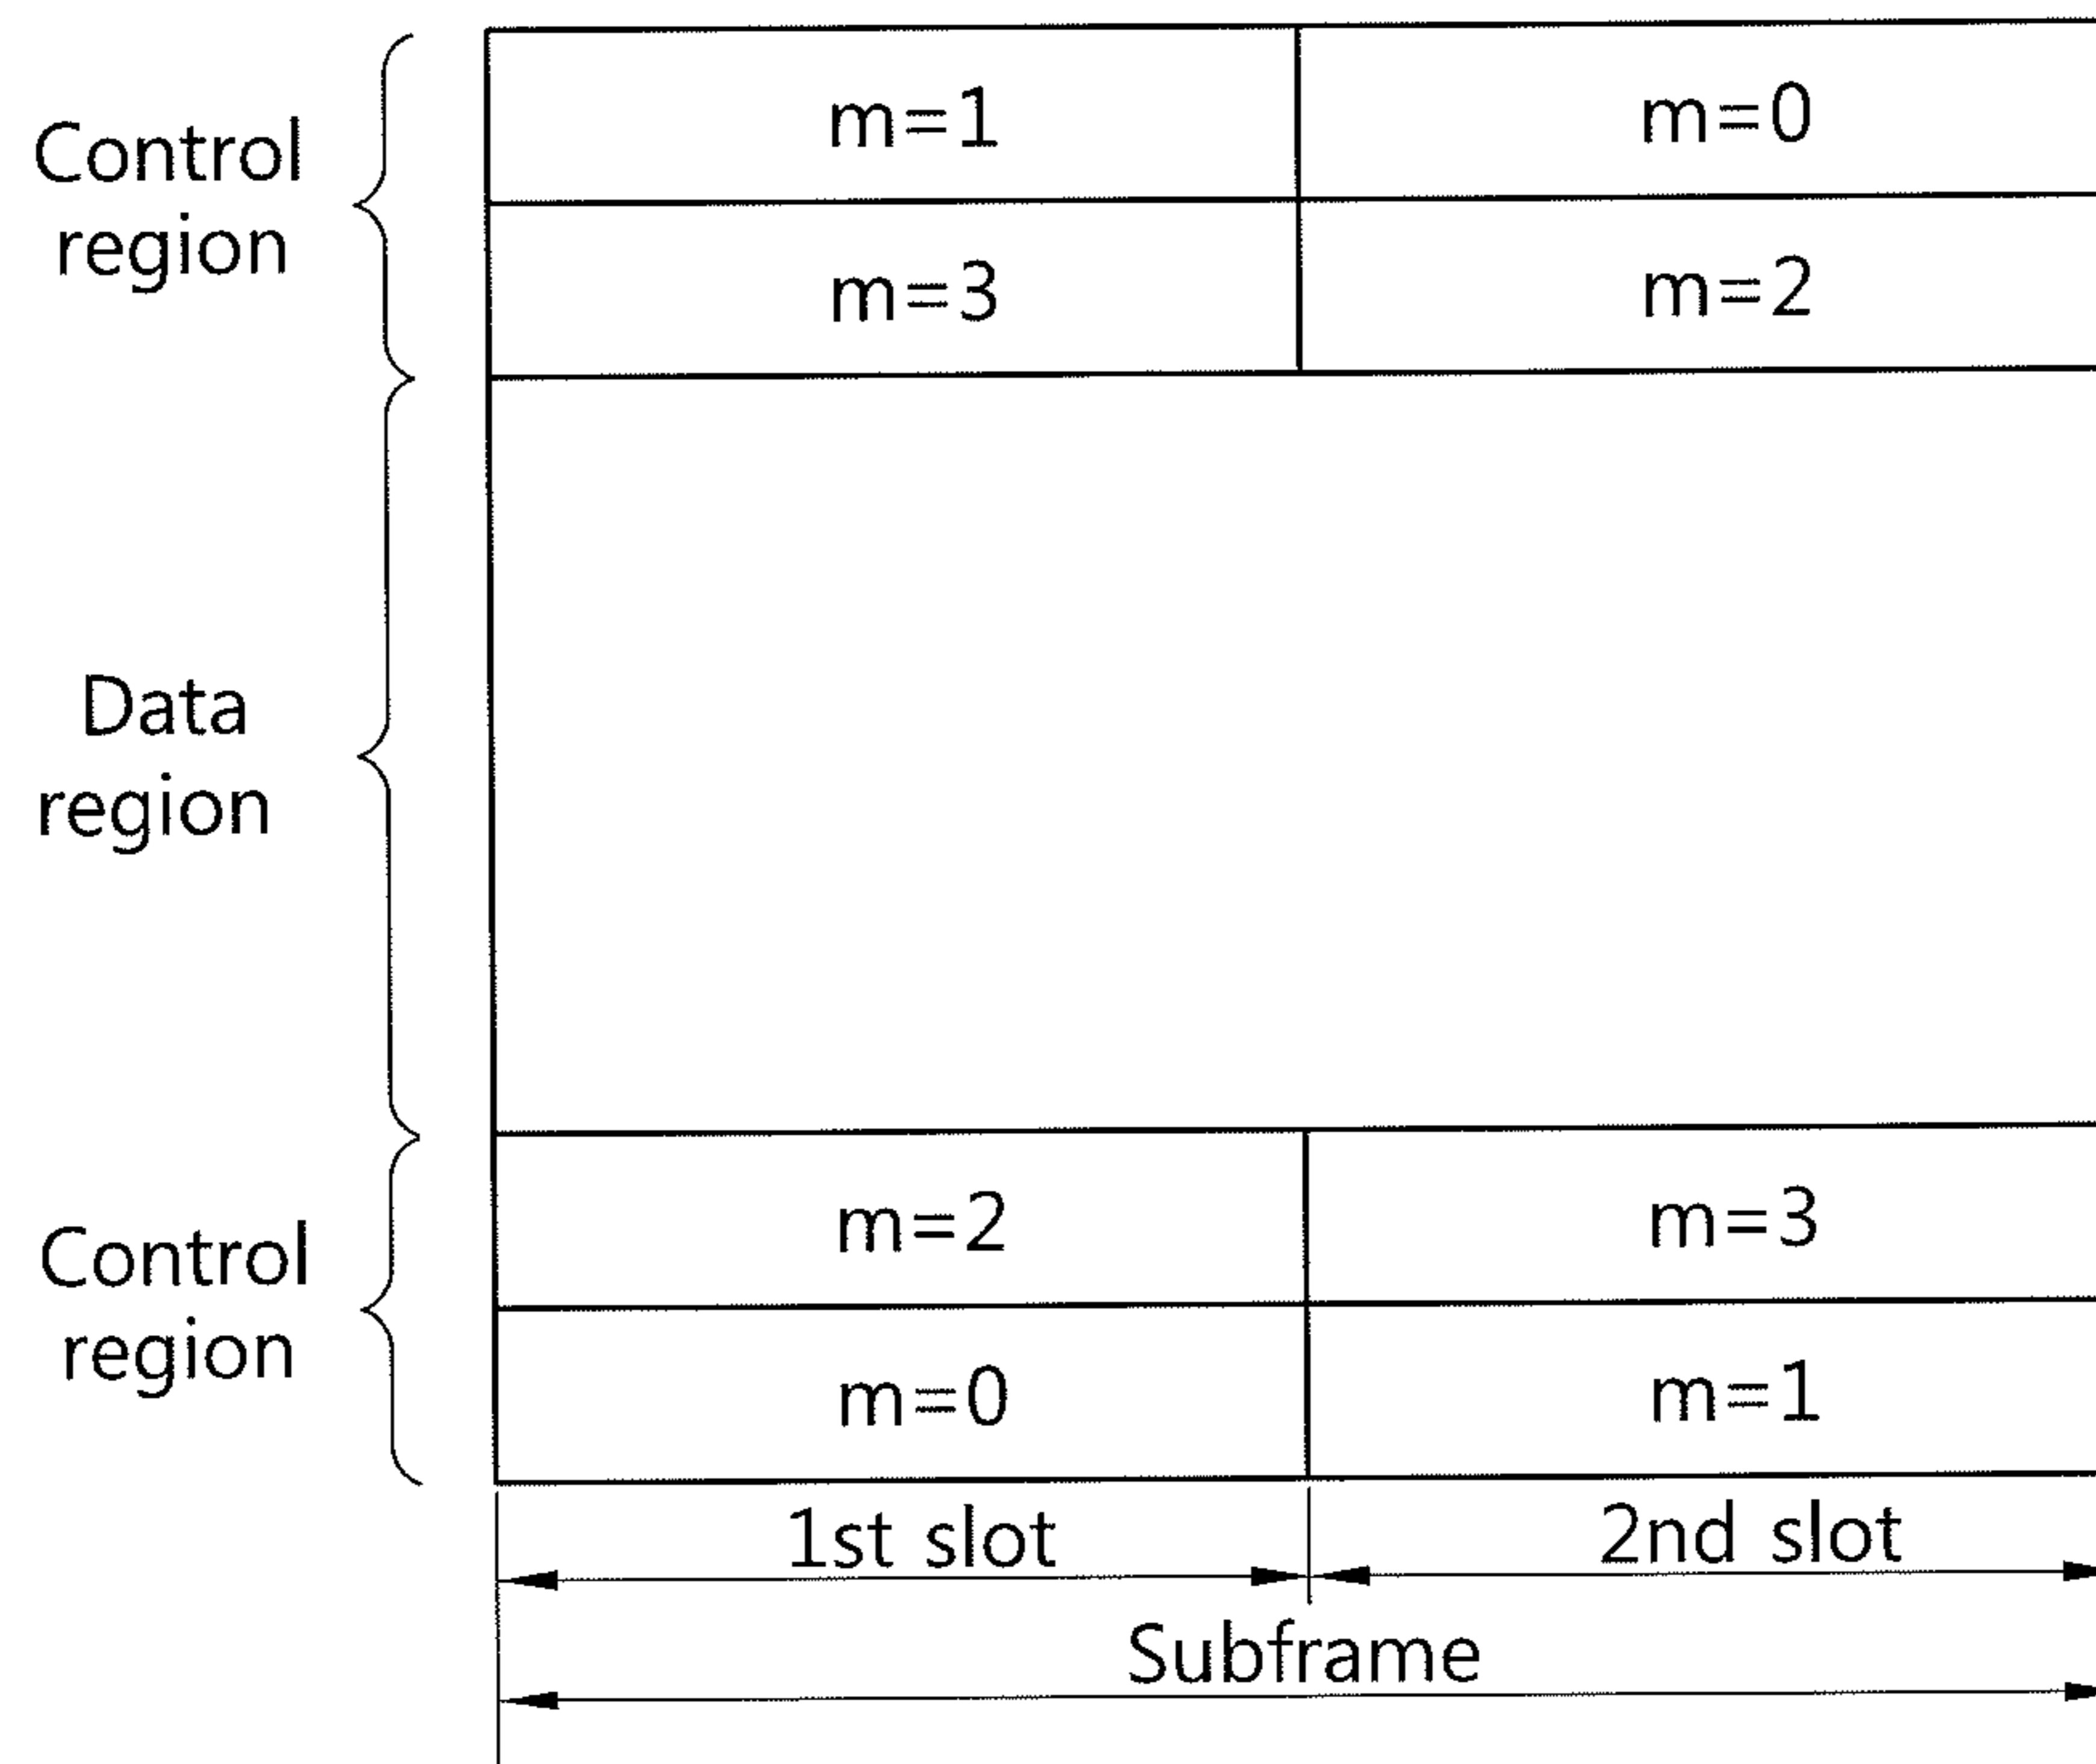 Control
region
m=1 m=0
m=3 m=2
Data
region
Control
region
m=2 m=3
m=0 m=1
1st slot 2nd slot
Subframe